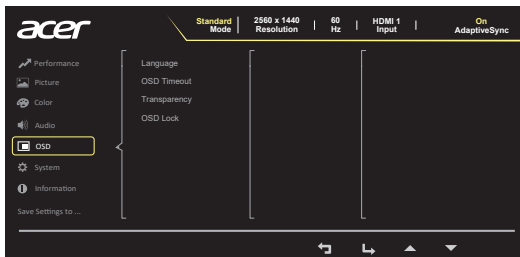 acer
Standard Mode
2560 x 1440 Resolution
60 Hz
HDMI 1 Input
On AdaptiveSync
Performance
Picture
Color
Audio
OSD
System
Information
Save Settings to ...
Language
OSD Timeout
Transparency
OSD Lock